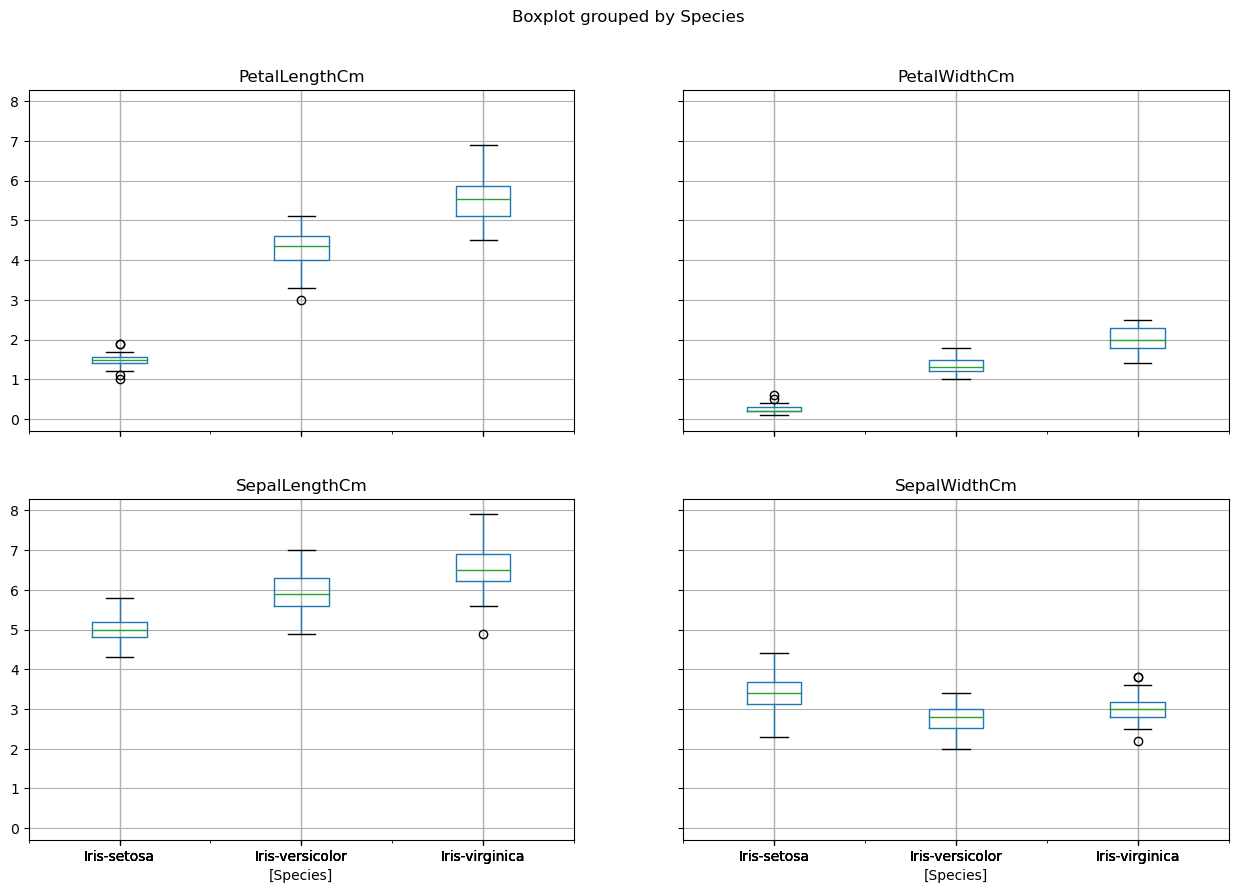 Boxplot grouped by Species
PetalLengthCm
PetalWidthCm
8
7
6
5
4
3
2
1
0
SepalLengthCm
SepalWidthCm
8
7
6
5
4
3
2
1
0
Iris-setosa Iris-versicolor Iris-virginica
[Species]
Iris-setosa Iris-versicolor Iris-virginica
[Species]